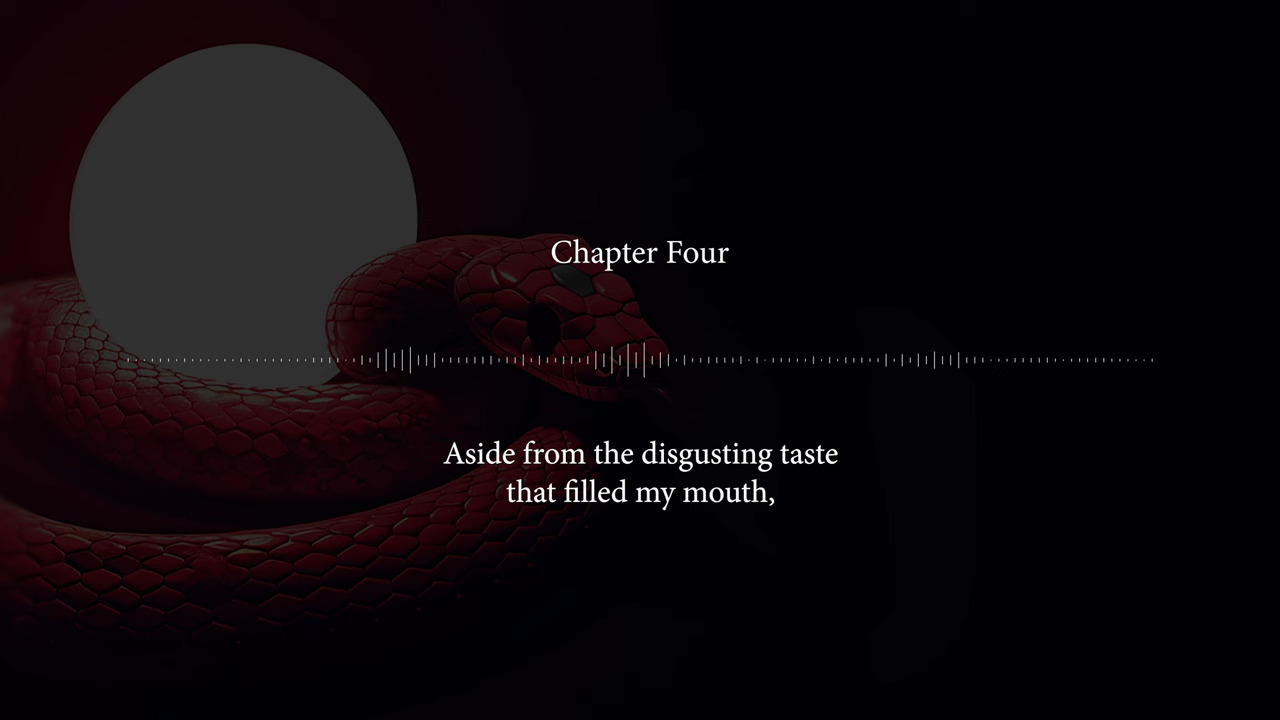 Chapter Four
Aside from the disgusting taste
that filled my mouth,